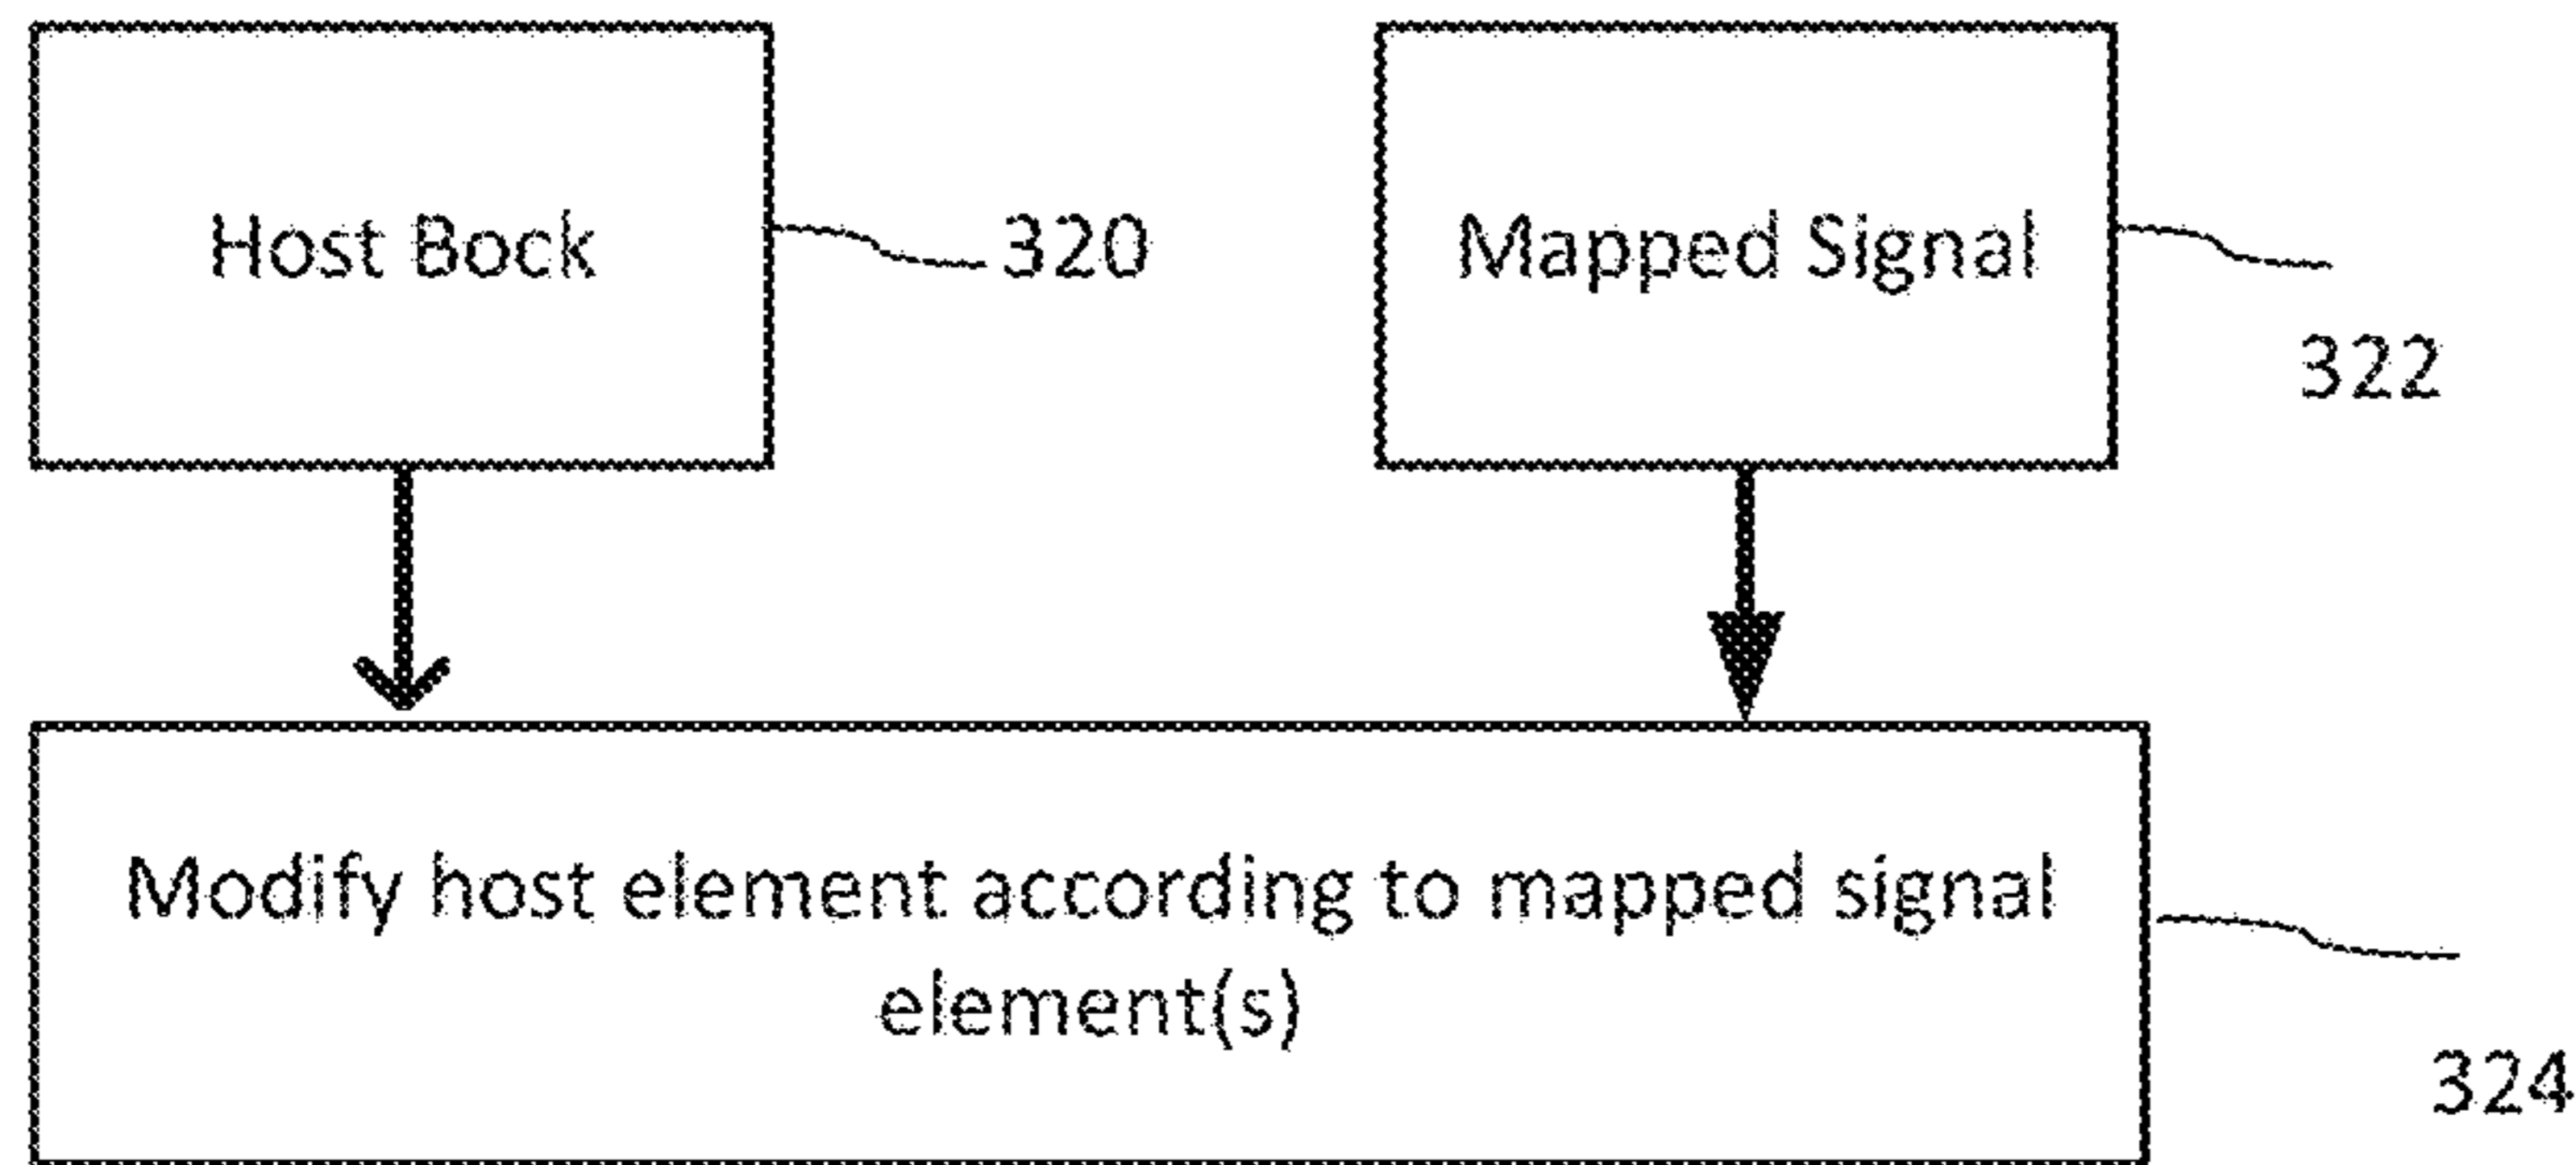 Host Bock
320
Mapped Signal
322
Modify host element according to mapped signal
element(s)
324